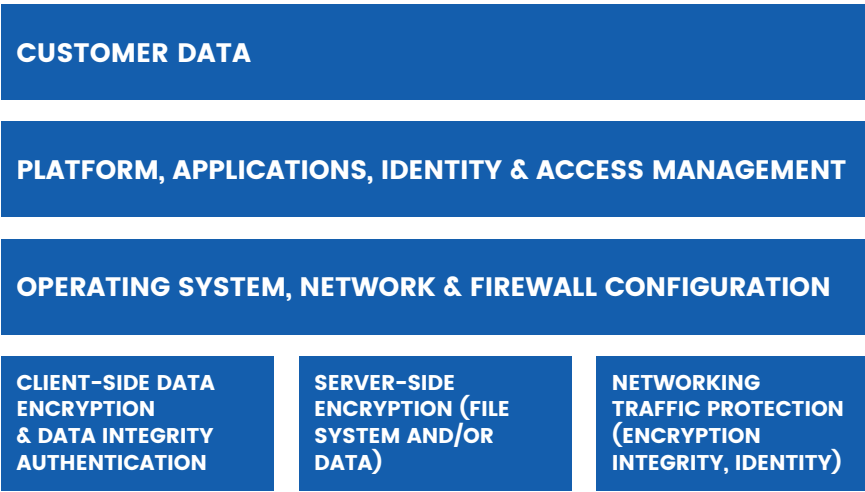 CUSTOMER DATA
PLATFORM, APPLICATIONS, IDENTITY & ACCESS MANAGEMENT
OPERATING SYSTEM, NETWORK & FIREWALL CONFIGURATION
CLIENT-SIDE DATA
ENCRYPTION
& DATA INTEGRITY
AUTHENTICATION
SERVER-SIDE
ENCRYPTION (FILE
SYSTEM AND/OR
DATA)
NETWORKING
TRAFFIC PROTECTION
(ENCRYPTION
INTEGRITY, IDENTITY)